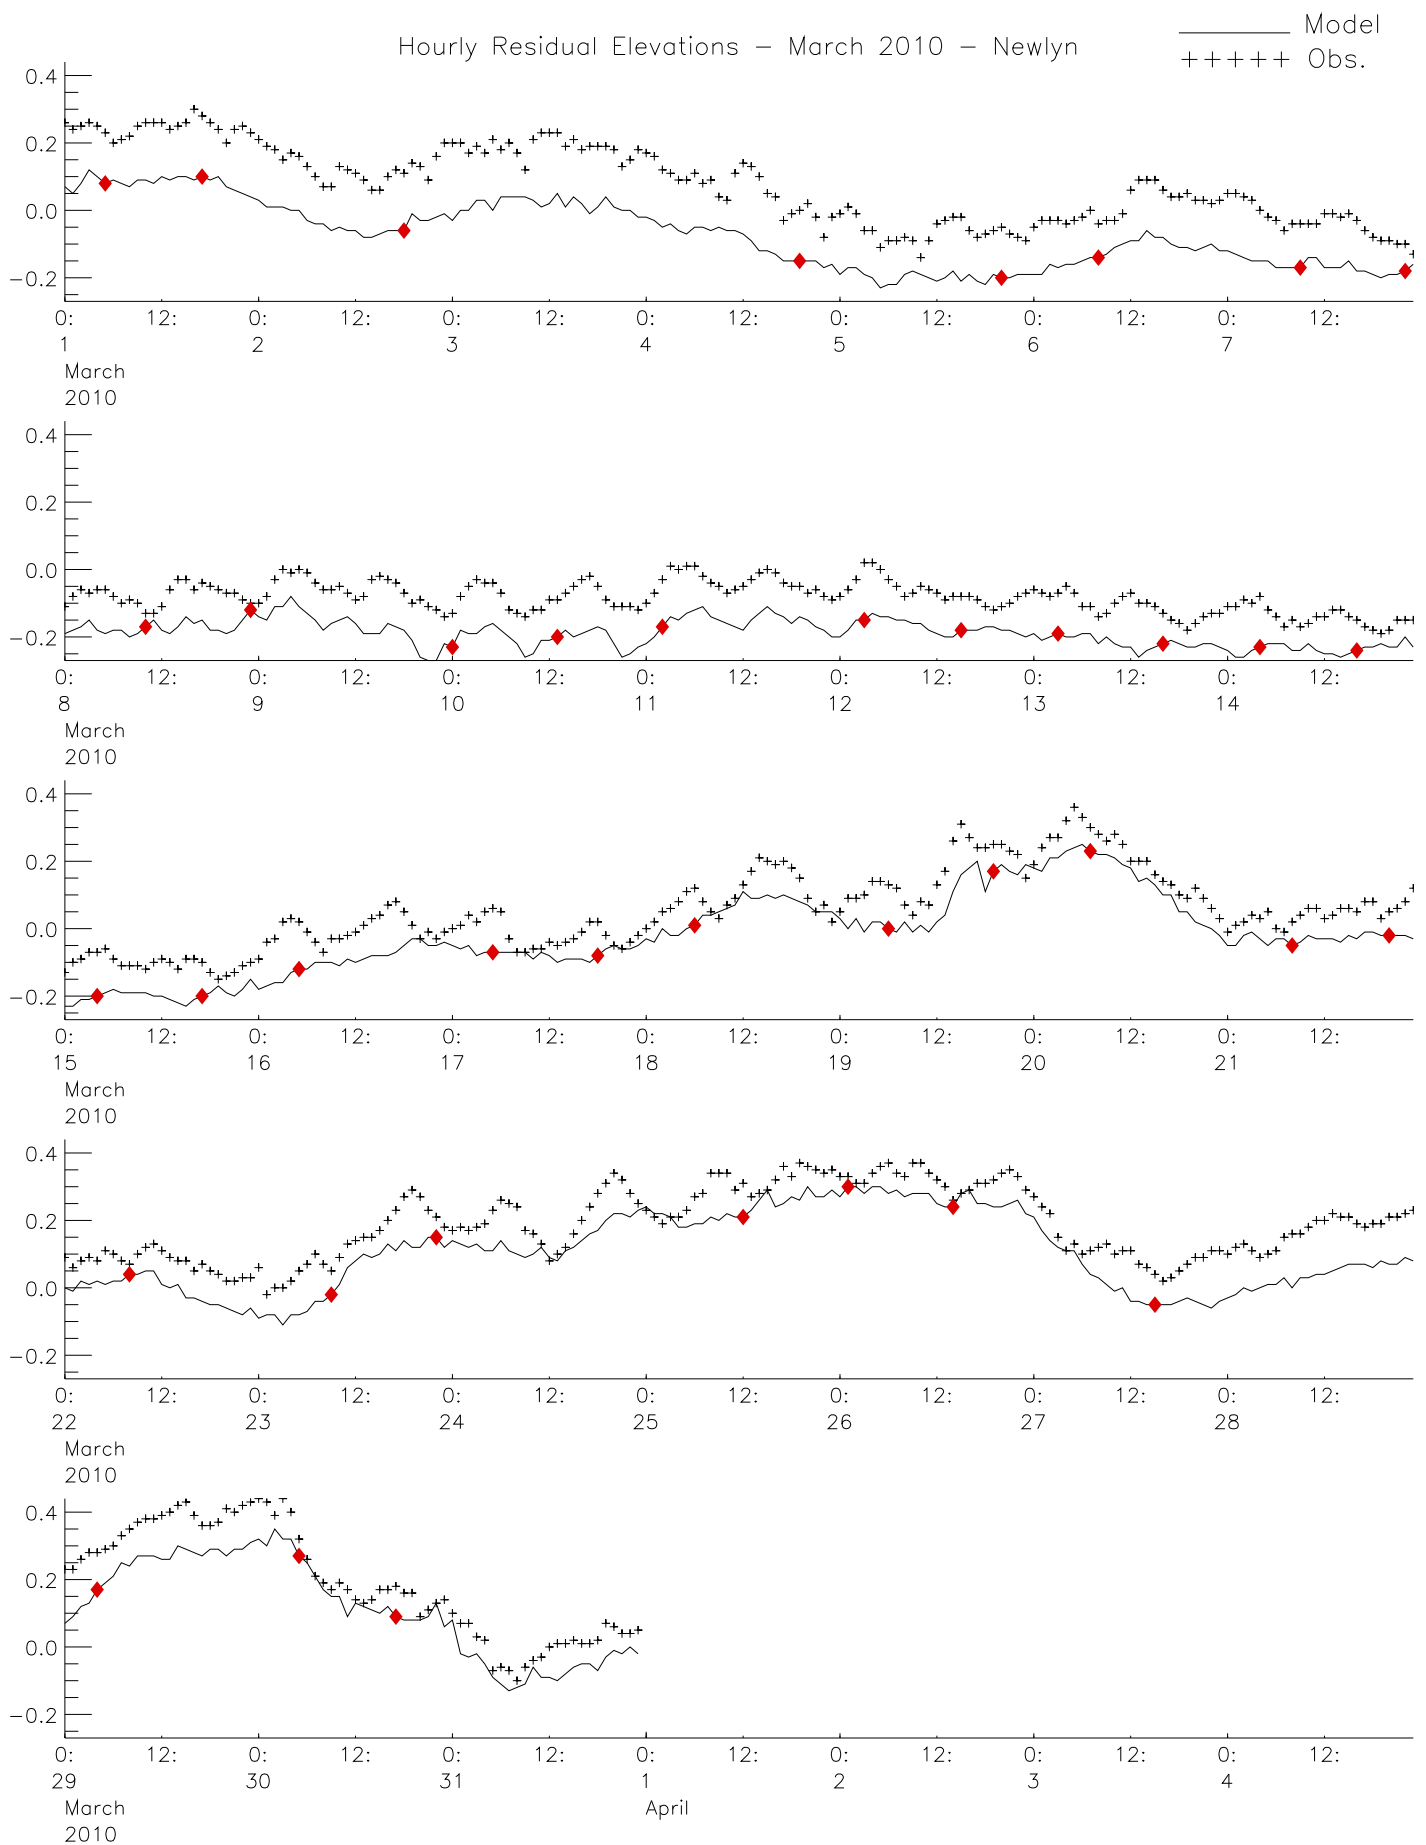 Hourly Residual Elevations – March 2010 – Newlyn
Model
+++++ Obs.
0.4
0.2
0.0
−0.2
0: 12: 0: 12: 0: 12: 0: 12: 0: 12: 0: 12: 0: 12:
1 2 3 4 5 6 7
March
2010
0.4
0.2
0.0
−0.2
0: 12: 0: 12: 0: 12: 0: 12: 0: 12: 0: 12: 0: 12:
8 9 10 11 12 13 14
March
2010
0.4
0.2
0.0
−0.2
0: 12: 0: 12: 0: 12: 0: 12: 0: 12: 0: 12: 0: 12:
15 16 17 18 19 20 21
March
2010
0.4
0.2
0.0
−0.2
0: 12: 0: 12: 0: 12: 0: 12: 0: 12: 0: 12: 0: 12:
22 23 24 25 26 27 28
March
2010
0.4
0.2
0.0
−0.2
0: 12: 0: 12: 0: 12: 0: 12: 0: 12: 0: 12: 0: 12:
29 30 31 1 2 3 4
March April
2010